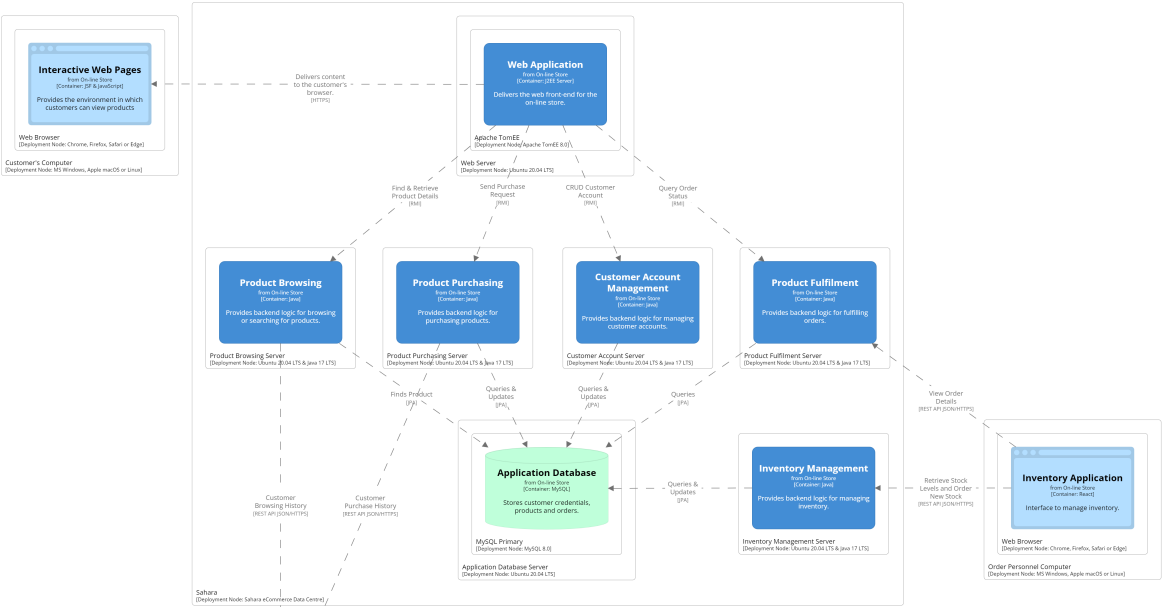 Interactive Web Pages
from On-line Store
[Container: JSF & JavaScript]
Provides the environment in which
customers can view products
Web Browser
[Deployment Node: Chrome, Firefox, Safari or Edge]
Customer's Computer
[Deployment Node: MS Windows, Apple macOS or Linux]
Delivers content
to the customer's
browser.
[HTTPS]
Web Application
from On-line Store
[Container: J2EE Server]
Delivers the web front-end for the
on-line store.
Apache TomEE
[Deployment Node: Apache TomEE 8.0]
Web Server
[Deployment Node: Ubuntu 20.04 LTS]
Find & Retrieve
Product Details
[RMI]
Send Purchase
Request
[RMI]
CRUD Customer
Account
[RMI]
Query Order
Status
[RMI]
Product Browsing
from On-line Store
[Container: Java]
Provides backend logic for browsing
or searching for products.
Product Browsing Server
[Deployment Node: Ubuntu 20.04 LTS & Java 17 LTS]
Product Purchasing
from On-line Store
[Container: Java]
Provides backend logic for
purchasing products.
Product Purchasing Server
[Deployment Node: Ubuntu 20.04 LTS & Java 17 LTS]
Customer Account
Management
from On-line Store
[Container: Java]
Provides backend logic for managing
customer accounts.
Customer Account Server
[Deployment Node: Ubuntu 20.04 LTS & Java 17 LTS]
Product Fulfilment
from On-line Store
[Container: Java]
Provides backend logic for fulfilling
orders.
Product Fulfilment Server
[Deployment Node: Ubuntu 20.04 LTS & Java 17 LTS]
Finds Product
[JPA]
Queries &
Updates
[JPA]
Queries &
Updates
[JPA]
Queries
[JPA]
View Order
Details
[REST API JSON/HTTPS]
Customer
Browsing History
[REST API JSON/HTTPS]
Customer
Purchase History
[REST API JSON/HTTPS]
Application Database
from On-line Store
[Container: MySQL]
Stores customer credentials,
products and orders.
MySQL Primary
[Deployment Node: MySQL 8.0]
Application Database Server
[Deployment Node: Ubuntu 20.04 LTS]
Queries &
Updates
[JPA]
Inventory Management
from On-line Store
[Container: Java]
Provides backend logic for managing
inventory.
Inventory Management Server
[Deployment Node: Ubuntu 20.04 LTS & Java 17 LTS]
Retrieve Stock
Levels and Order
New Stock
[REST API JSON/HTTPS]
Inventory Application
from On-line Store
[Container: React]
Interface to manage inventory.
Web Browser
[Deployment Node: Chrome, Firefox, Safari or Edge]
Order Personnel Computer
[Deployment Node: MS Windows, Apple macOS or Linux]
Sahara
[Deployment Node: Sahara eCommerce Data Centre]